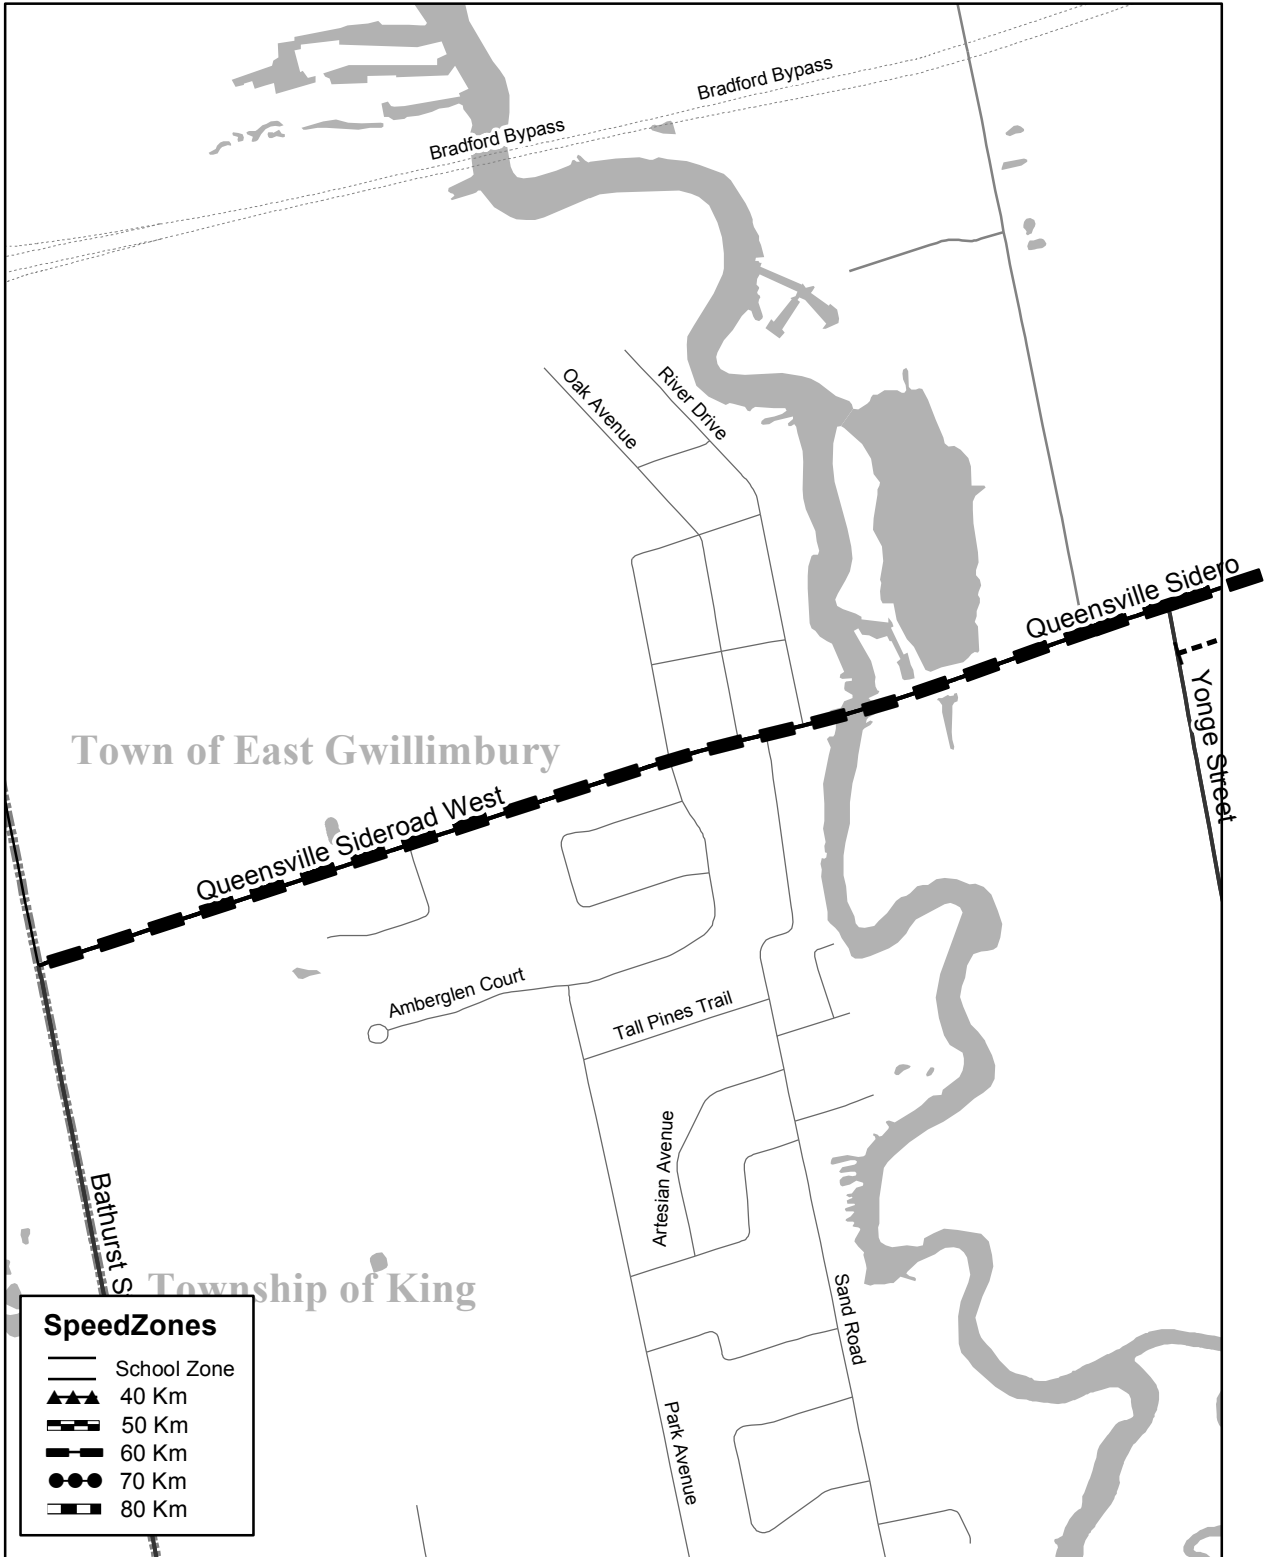 Bradford Bypass
Bradford Bypass
River Drive
Oak Avenue
Queensville Sidero
Yonge Street
Town of East Gwillimbury
Queensville Sideroad West
Amberglen Court
Tall Pines Trail
Artesian Avenue
Bathurst S
Township of King
Sand Road
Park Avenue
SpeedZones
School Zone
40 Km
50 Km
60 Km
70 Km
80 Km